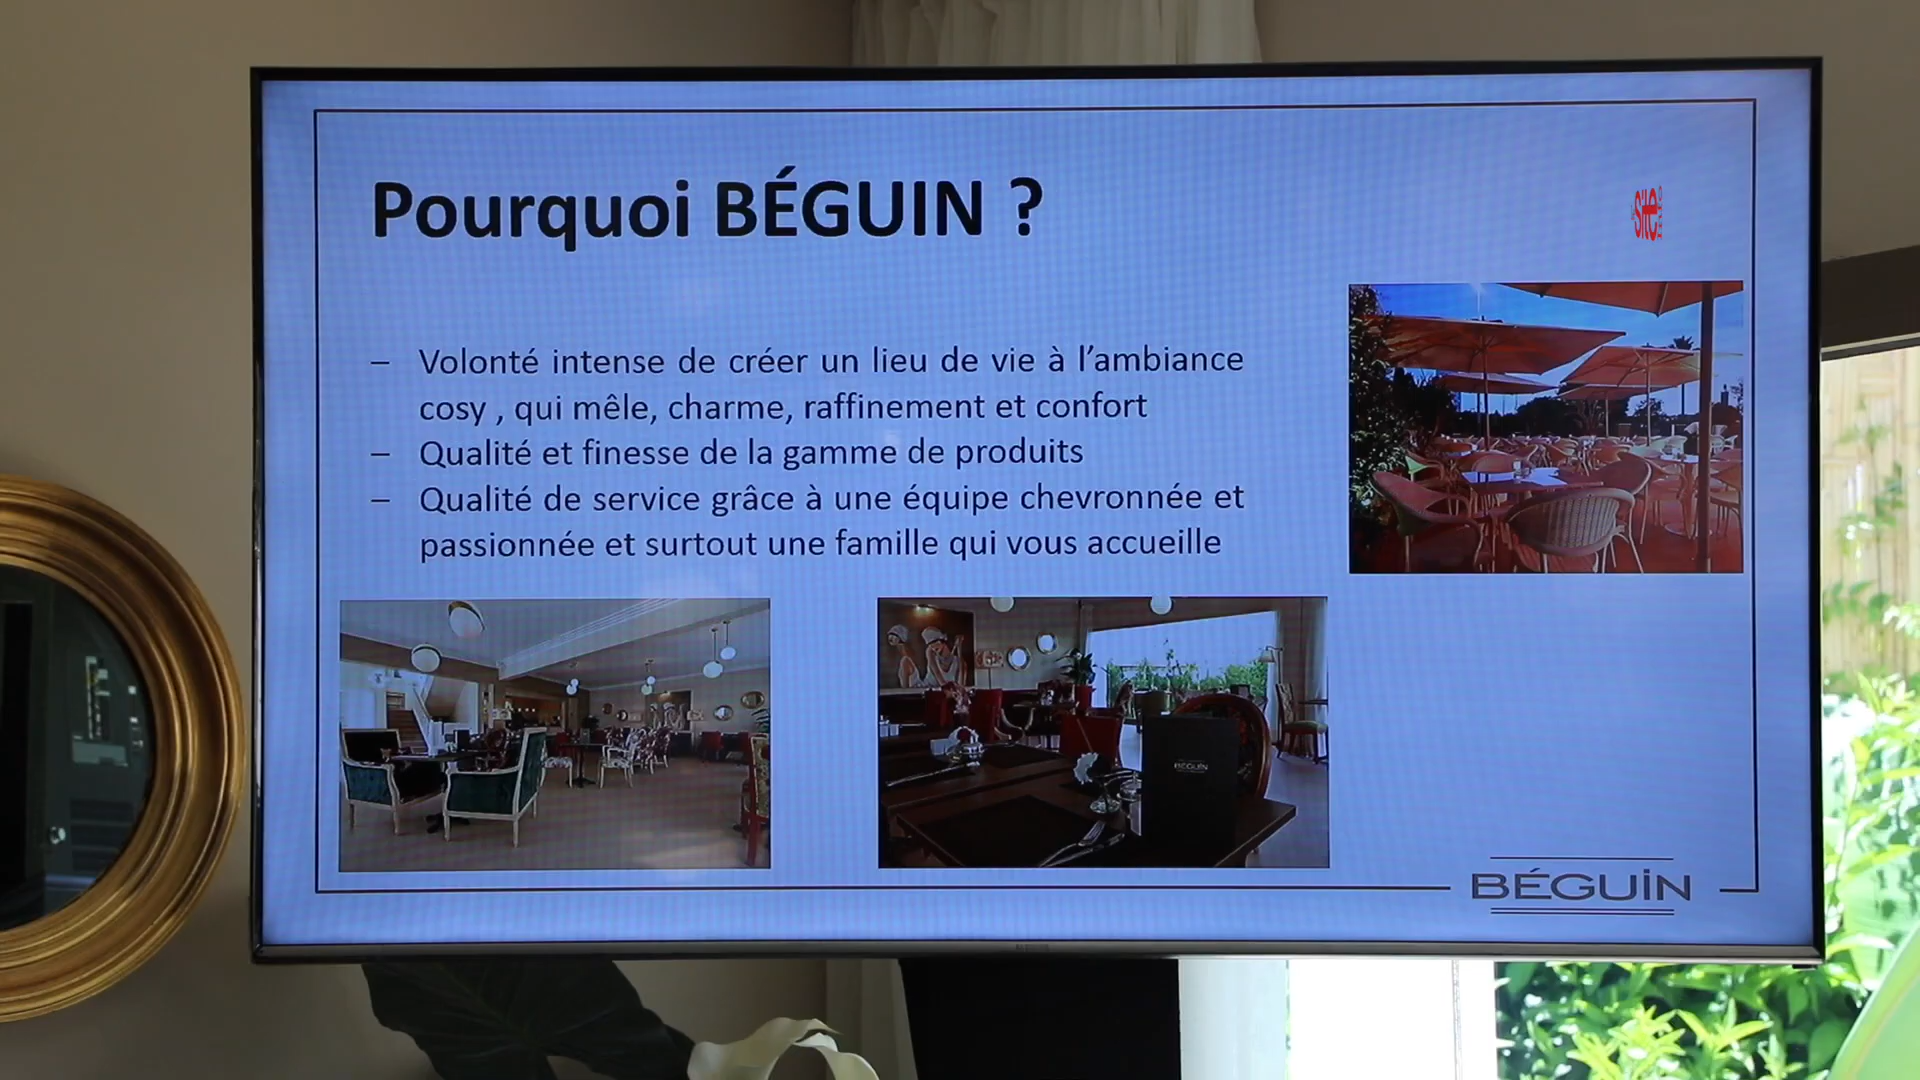 Pourquoi BÉGUIN ?
site
– Volonté intense de créer un lieu de vie à l’ambiance
cosy , qui mêle, charme, raffinement et confort
– Qualité et finesse de la gamme de produits
– Qualité de service grâce à une équipe chevronnée et
passionnée et surtout une famille qui vous accueille
BÉGUIN
BÉGUIN